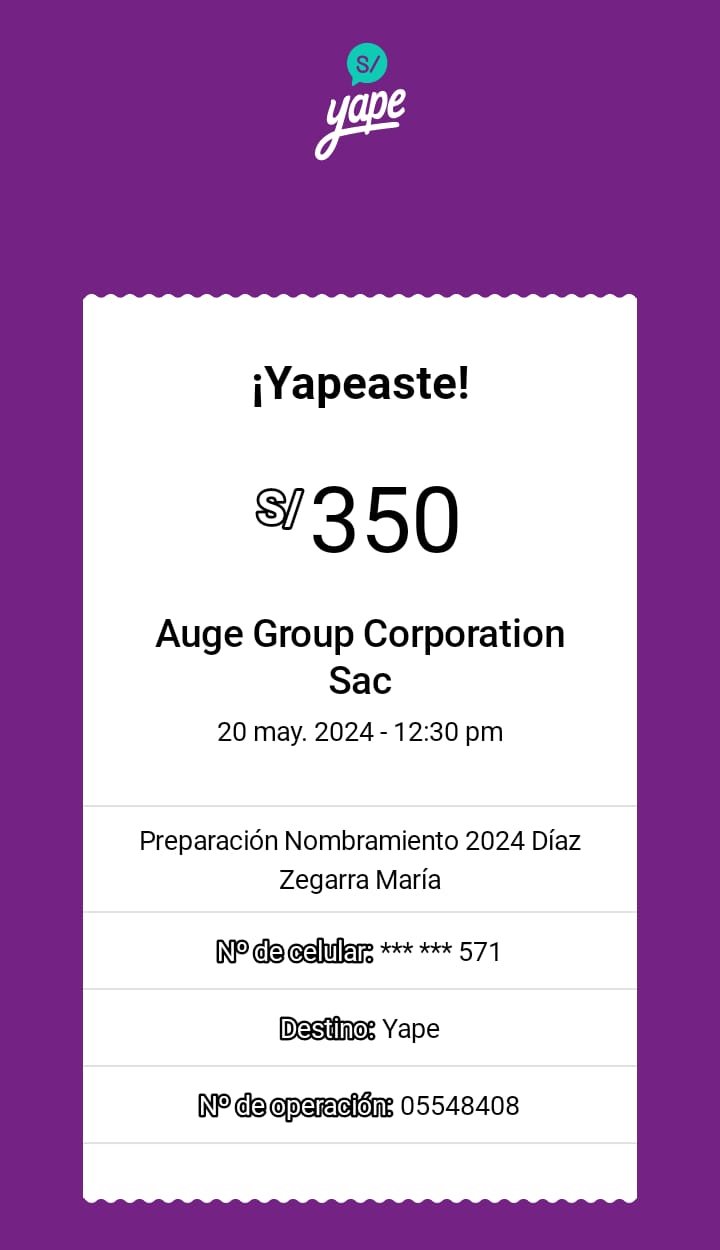 S/
yape
¡Yapeaste!
S/ 350
Auge Group Corporation
Sac
20 may. 2024 - 12:30 pm
Preparación Nombramiento 2024 Díaz
Zegarra María
Nº de celular: *** *** 571
Destino: Yape
Nº de operación: 05548408